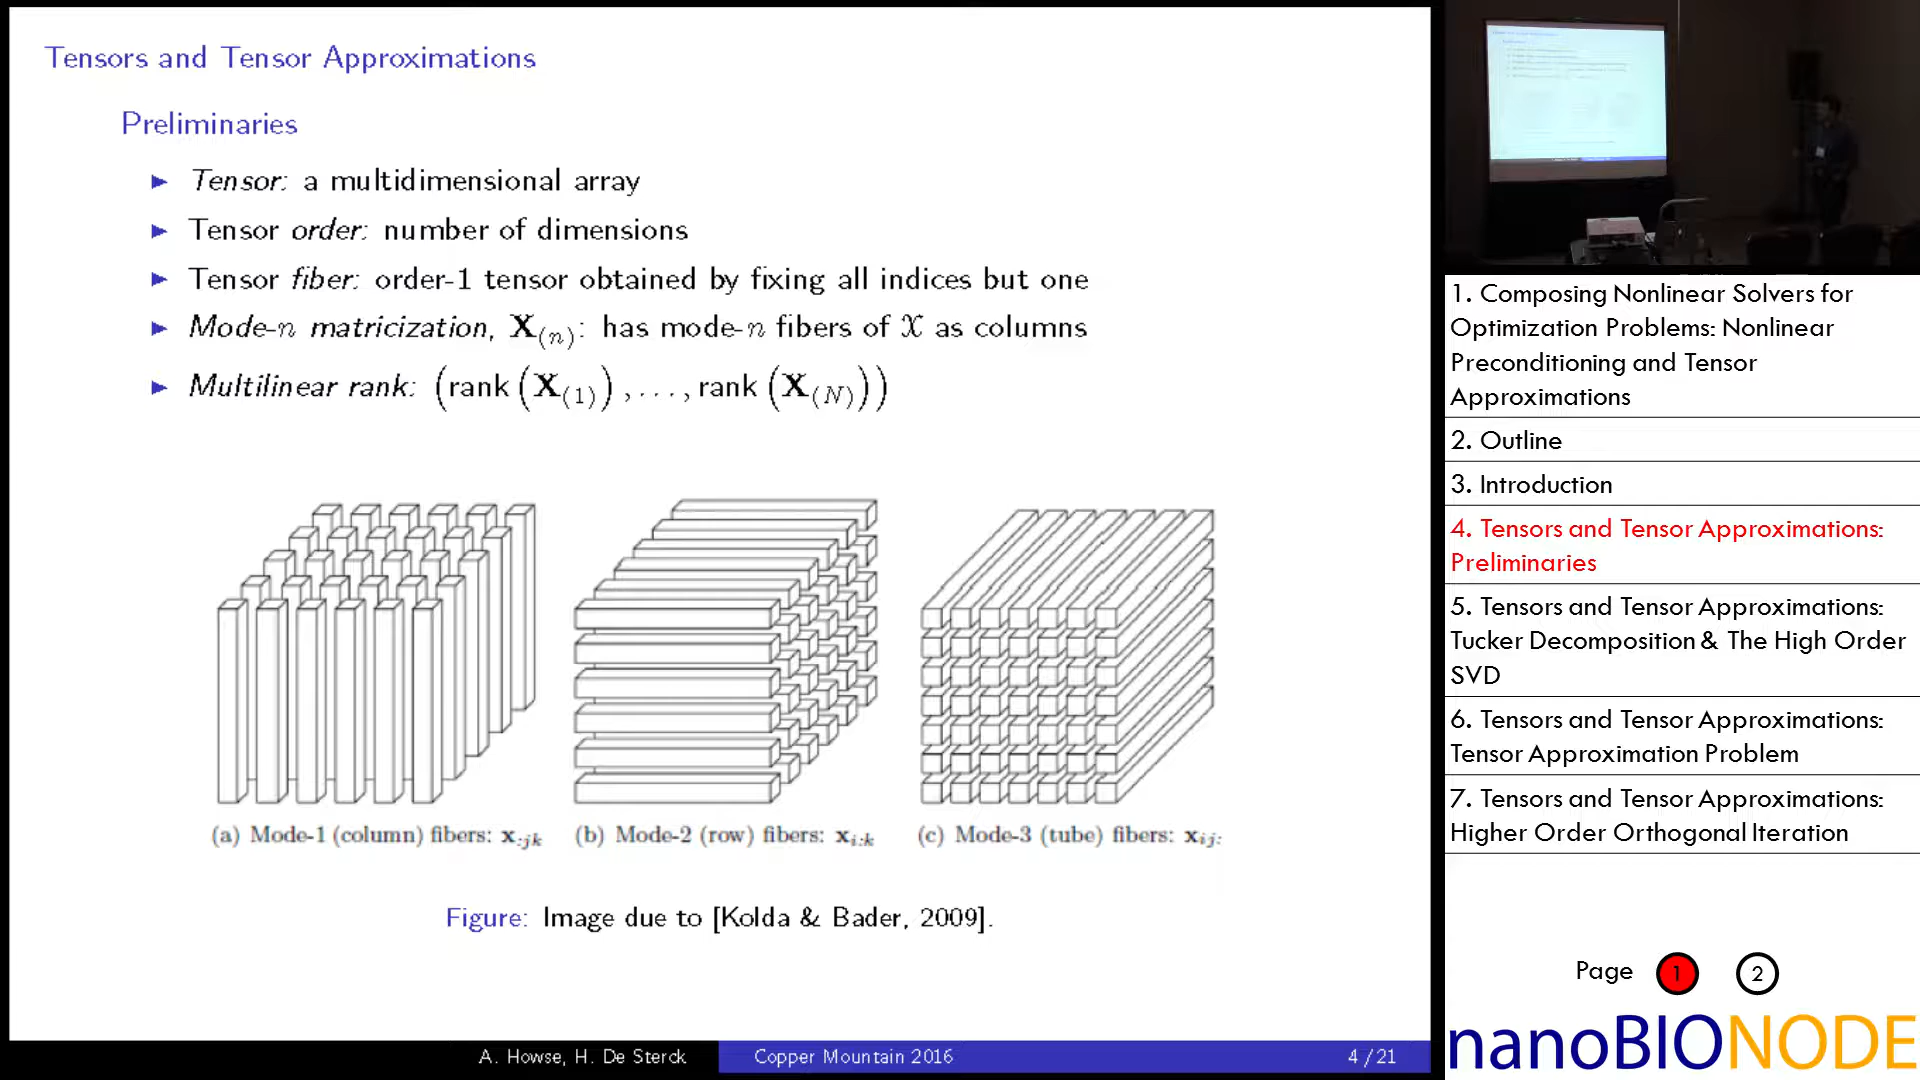 Tensors and Tensor Approximations
Preliminaries
▶ Tensor: a multidimensional array
▶ Tensor order: number of dimensions
▶ Tensor fiber: order-1 tensor obtained by fixing all indices but one
▶ Mode-n matricization, X(n): has mode-n fibers of X as columns
▶ Multilinear rank: (rank (X(1)) , . . . , rank (X(N)))
(a) Mode-1 (column) fibers: x:jk
(b) Mode-2 (row) fibers: xi:k
(c) Mode-3 (tube) fibers: xij:
Figure: Image due to [Kolda & Bader, 2009].
A. Howse, H. De Sterck
Copper Mountain 2016
4 / 21
1. Composing Nonlinear Solvers for
Optimization Problems: Nonlinear
Preconditioning and Tensor
Approximations
2. Outline
3. Introduction
4. Tensors and Tensor Approximations:
Preliminaries
5. Tensors and Tensor Approximations:
Tucker Decomposition & The High Order
SVD
6. Tensors and Tensor Approximations:
Tensor Approximation Problem
7. Tensors and Tensor Approximations:
Higher Order Orthogonal Iteration
Page 1 2
nanoBIONODE